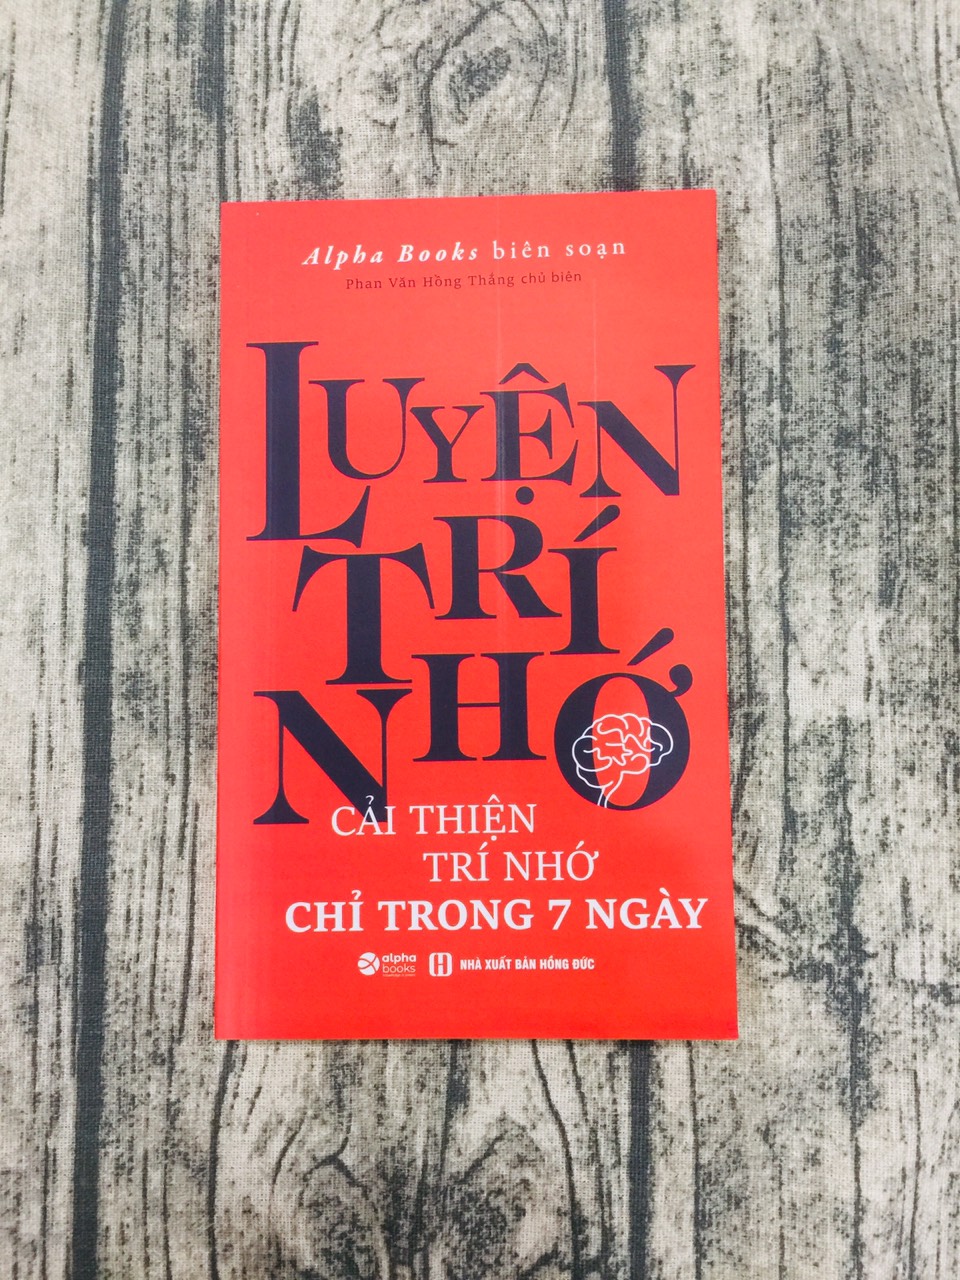 Alpha Books biên soạn
Phan Văn Hồng Thắng chủ biên
LUYỆN
TRÍ
NHỚ
CẢI THIỆN
TRÍ NHỚ
CHỈ TRONG 7 NGÀY
alpha books NHÀ XUẤT BẢN HỒNG ĐỨC